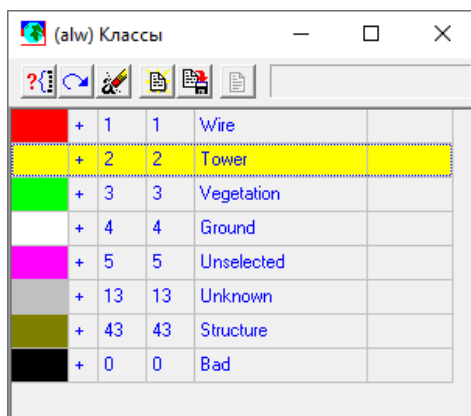 (alw) Классы
?{
+ 1 1 Wire
+ 2 2 Tower
+ 3 3 Vegetation
+ 4 4 Ground
+ 5 5 Unselected
+ 13 13 Unknown
+ 43 43 Structure
+ 0 0 Bad